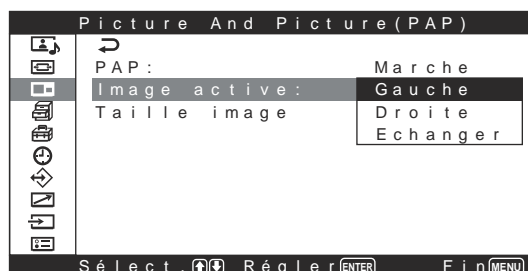 Picture And Picture(PAP)
PAP: Marche
Image active: Gauche
Taille image Droite
Echanger
Sélect. Régler ENTER Fin MENU